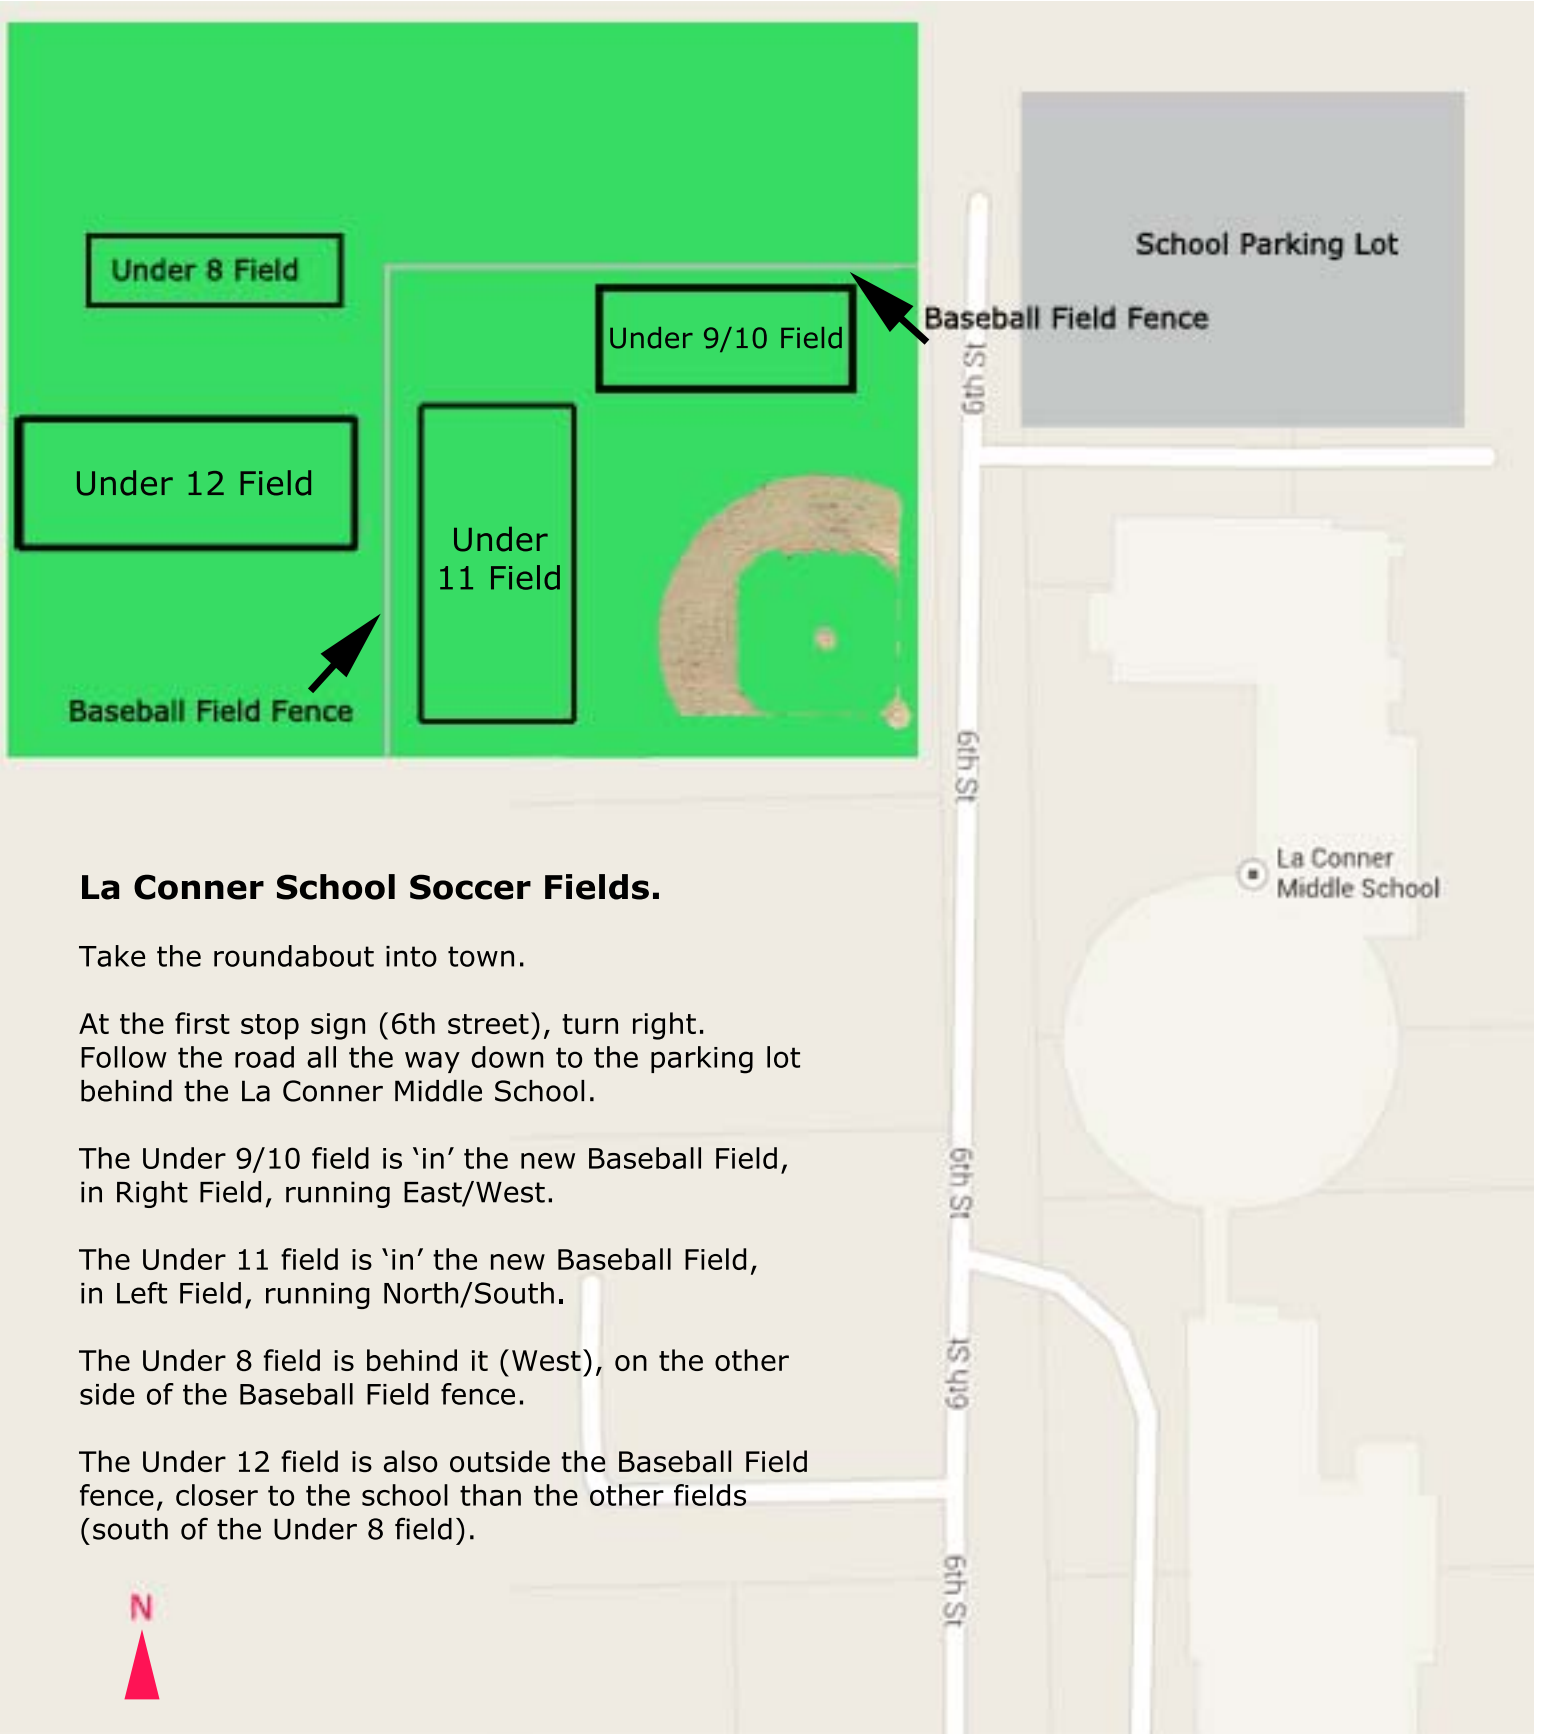 School Parking Lot
Under 8 Field
Baseball Field Fence
Under 9/10 Field
6th St
Under 12 Field
Under
11 Field
Baseball Field Fence
6th St
La Conner
Middle School
La Conner School Soccer Fields.
Take the roundabout into town.
At the first stop sign (6th street), turn right.
Follow the road all the way down to the parking lot
behind the La Conner Middle School.
The Under 9/10 field is ‘in’ the new Baseball Field,
in Right Field, running East/West.
6th St
The Under 11 field is ‘in’ the new Baseball Field,
in Left Field, running North/South.
The Under 8 field is behind it (West), on the other
side of the Baseball Field fence.
6th St
The Under 12 field is also outside the Baseball Field
fence, closer to the school than the other fields
(south of the Under 8 field).
6th St
N